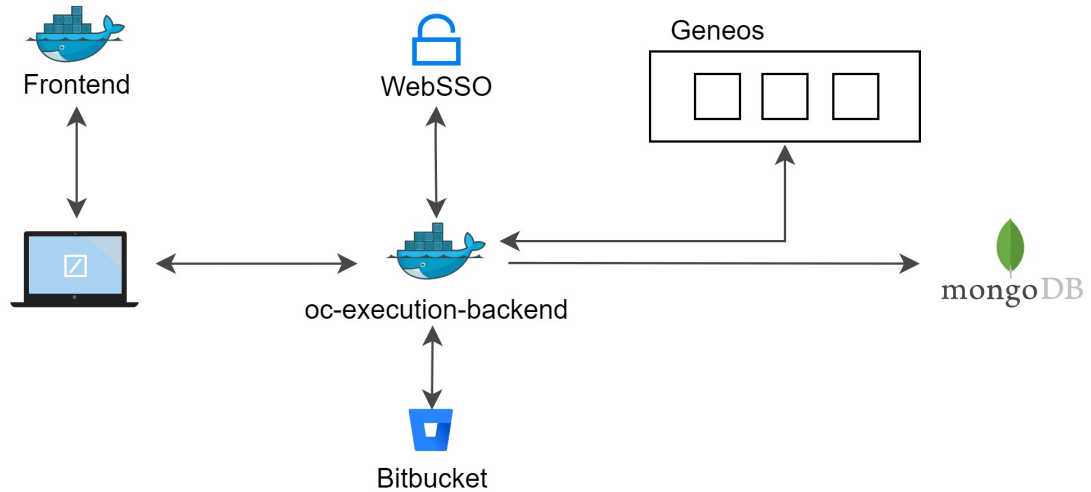 Geneos
Frontend
WebSSO
oc-execution-backend
mongoDB
Bitbucket